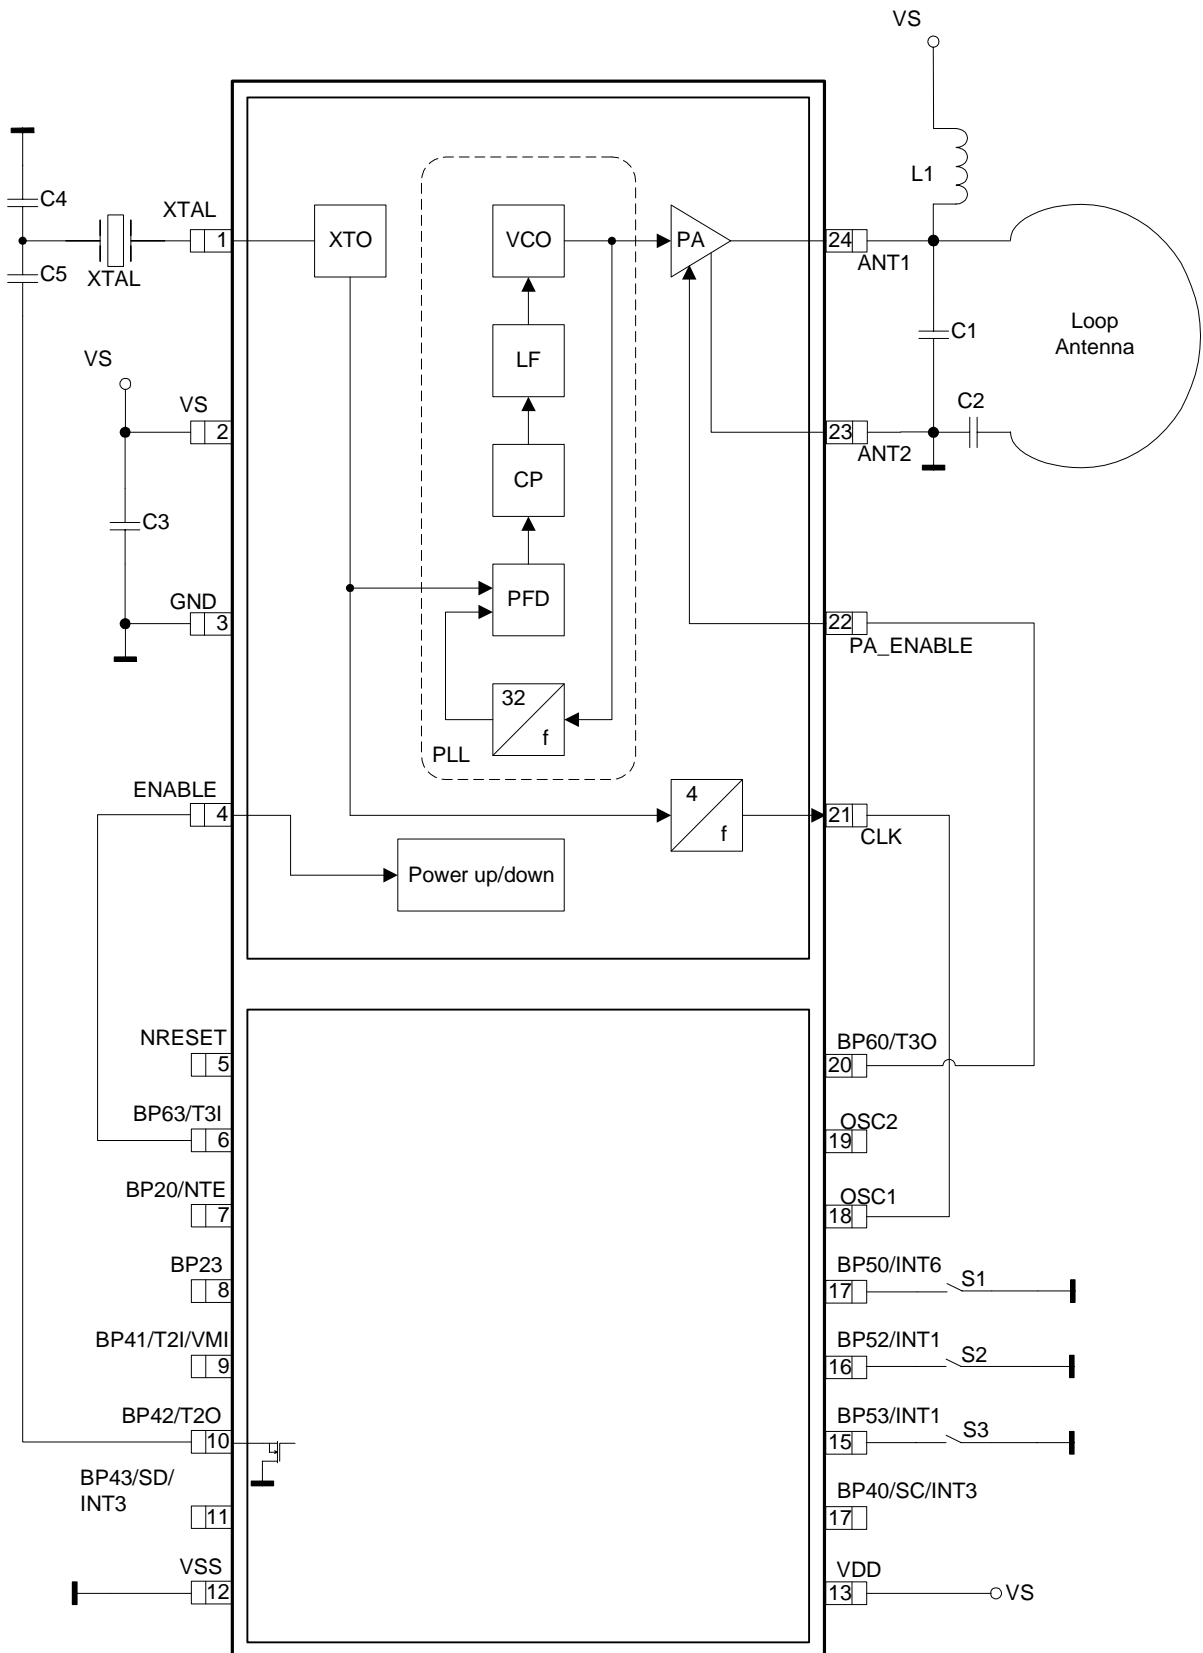 VS
L1
C4
XTAL
1
XTO
VCO
PA
24
ANT1
C5
XTAL
C1
Loop
Antenna
LF
VS
VS
2
C2
23
ANT2
CP
C3
GND
3
PFD
22
PA_ENABLE
32
f
PLL
ENABLE
4
4
f
21
CLK
Power up/down
NRESET
5
BP60/T3O
20
BP63/T3I
6
OSC2
19
BP20/NTE
7
OSC1
18
BP23
8
BP50/INT6
17
S1
BP41/T2I/VMI
9
BP52/INT1
16
S2
BP42/T2O
10
BP53/INT1
15
S3
BP43/SD/
INT3
11
BP40/SC/INT3
17
VSS
12
VDD
13
VS